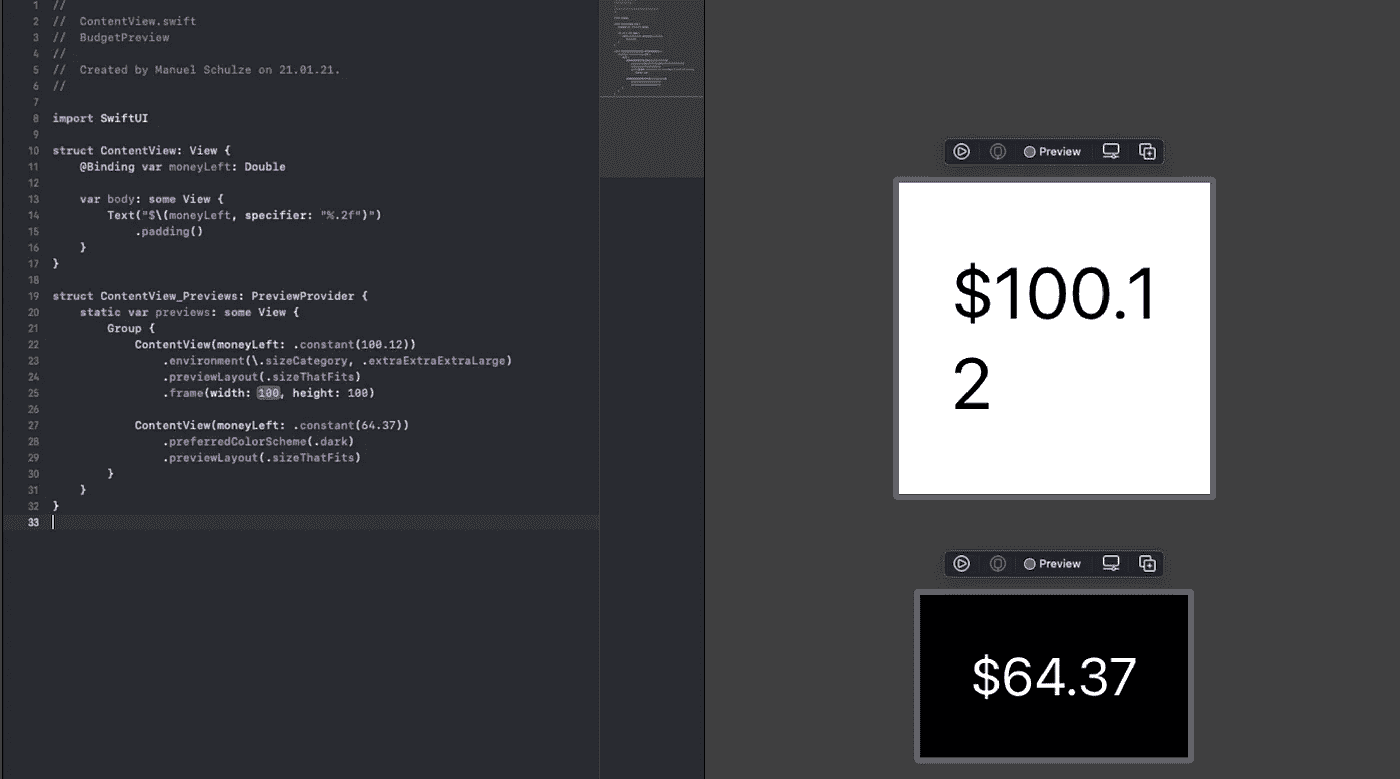 1 //
2 //  ContentView.swift
3 //  BudgetPreview
4 //
5 //  Created by Manuel Schulze on 21.01.21.
6 //
7
8 import SwiftUI
9
10 struct ContentView: View {
11     @Binding var moneyLeft: Double
12
13     var body: some View {
14         Text("$\(moneyLeft, specifier: "%.2f")")
15             .padding()
16     }
17 }
18
19 struct ContentView_Previews: PreviewProvider {
20     static var previews: some View {
21         Group {
22             ContentView(moneyLeft: .constant(100.12))
23                 .environment(\.sizeCategory, .extraExtraExtraLarge)
24                 .previewLayout(.sizeThatFits)
25                 .frame(width: 100, height: 100)
26
27             ContentView(moneyLeft: .constant(64.37))
28                 .preferredColorScheme(.dark)
29                 .previewLayout(.sizeThatFits)
30         }
31     }
32 }
33
Preview
$100.1
2
Preview
$64.37